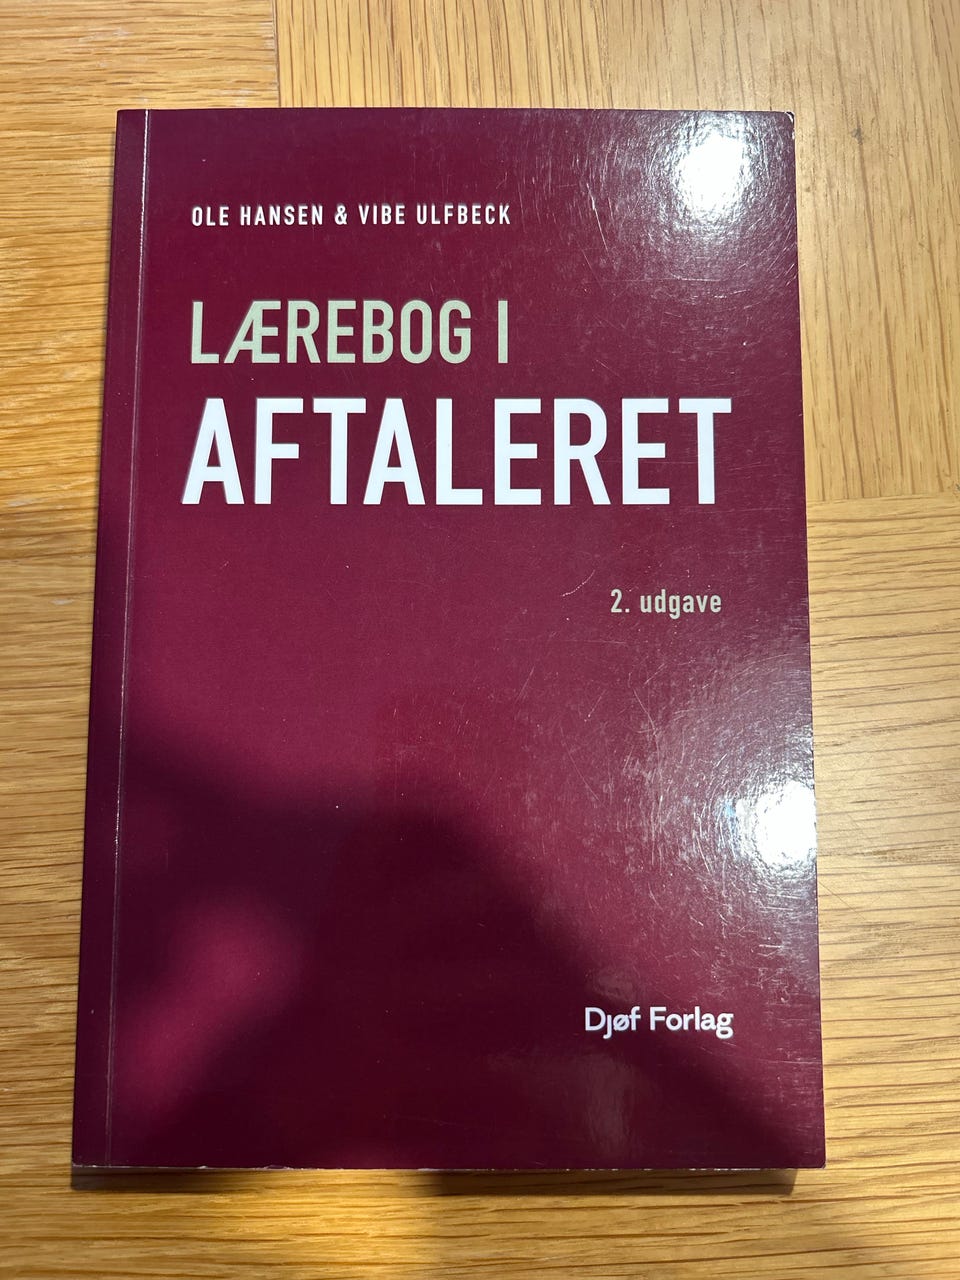 OLE HANSEN & VIBE ULFBECK
LÆREBOG I
AFTALERET
2. udgave
Djøf Forlag